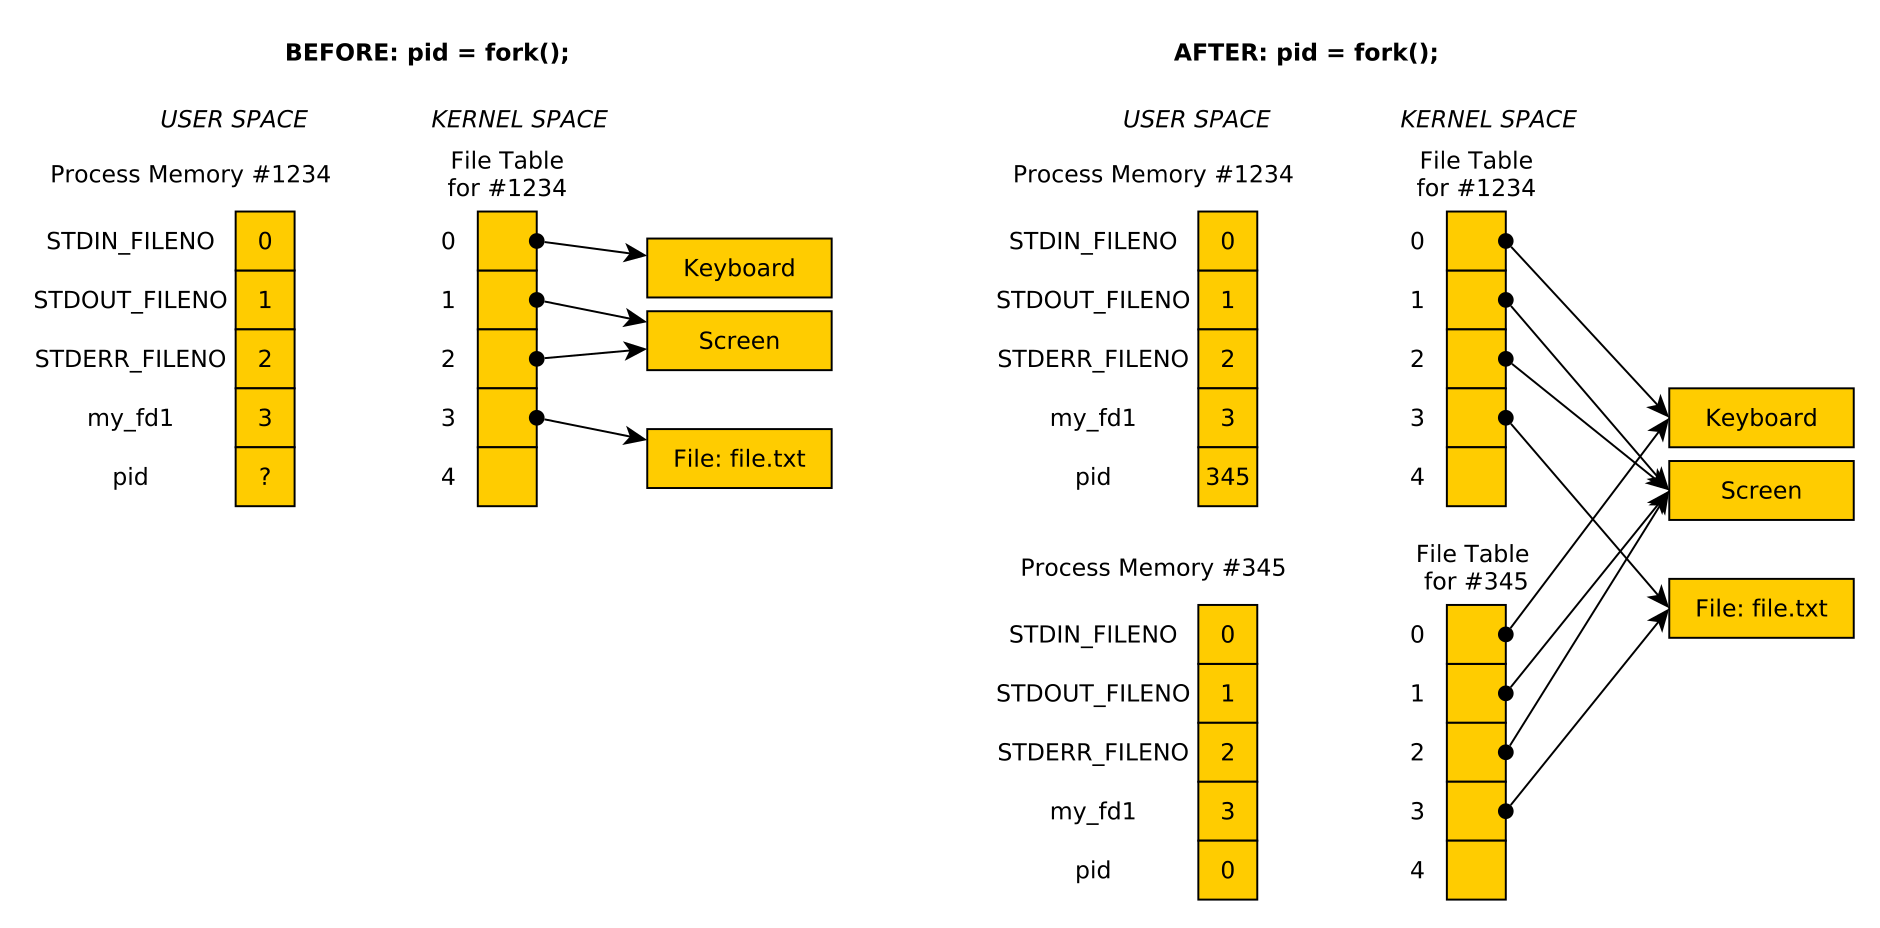 BEFORE: pid = fork();
USER SPACE
KERNEL SPACE
Process Memory #1234
File Table
for #1234
STDIN_FILENO 0
STDOUT_FILENO 1
STDERR_FILENO 2
my_fd1 3
pid ?
0
1
2
3
4
Keyboard
Screen
File: file.txt
AFTER: pid = fork();
USER SPACE
KERNEL SPACE
Process Memory #1234
File Table
for #1234
STDIN_FILENO 0
STDOUT_FILENO 1
STDERR_FILENO 2
my_fd1 3
pid 345
0
1
2
3
4
Process Memory #345
File Table
for #345
STDIN_FILENO 0
STDOUT_FILENO 1
STDERR_FILENO 2
my_fd1 3
pid 0
0
1
2
3
4
Keyboard
Screen
File: file.txt